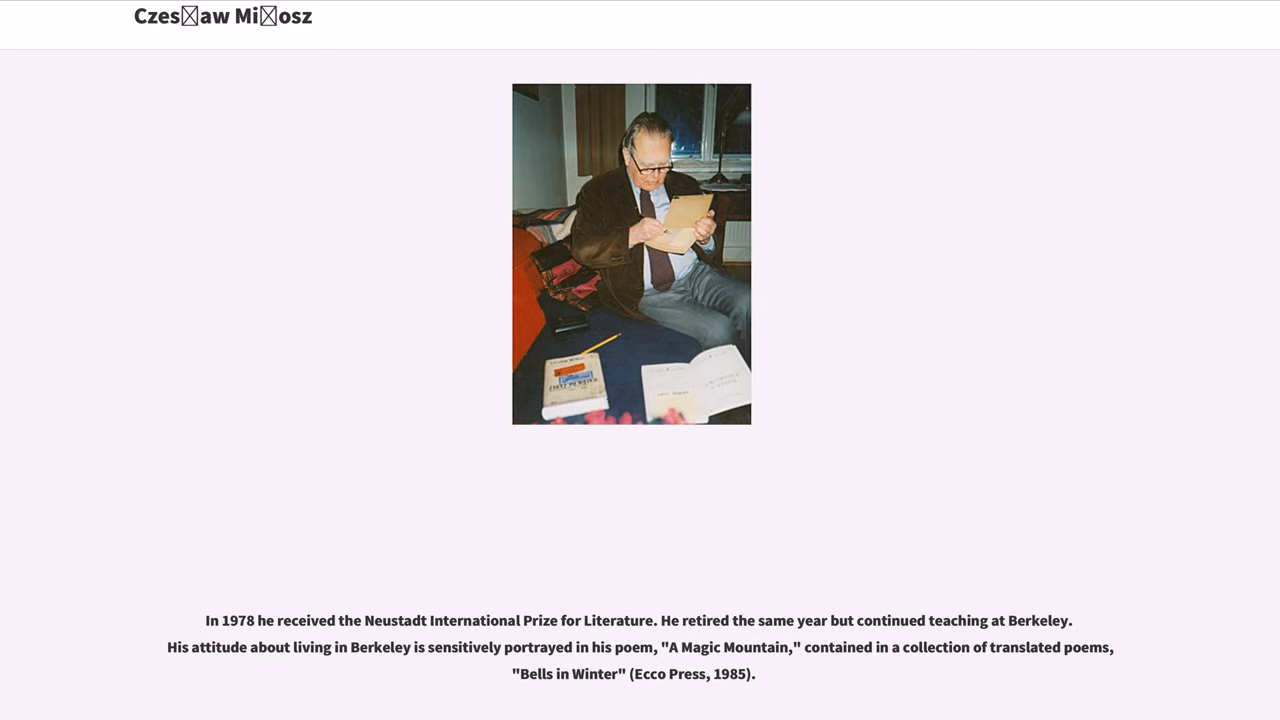 Czes☒aw Mi☒osz
In 1978 he received the Neustadt International Prize for Literature. He retired the same year but continued teaching at Berkeley.
His attitude about living in Berkeley is sensitively portrayed in his poem, "A Magic Mountain," contained in a collection of translated poems,
"Bells in Winter" (Ecco Press, 1985).